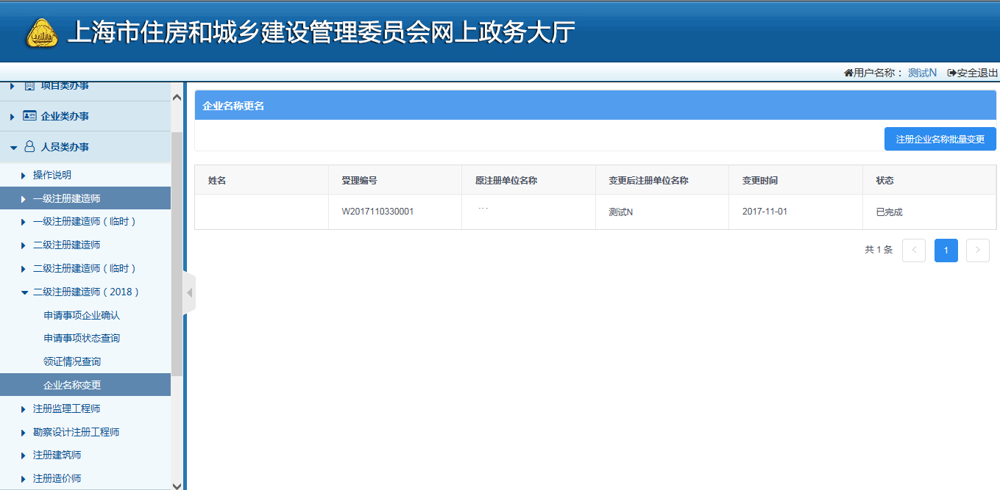 上海市住房和城乡建设管理委员会网上政务大厅
用户名称： 测试N 安全退出
项目类办事
企业类办事
人员类办事
操作说明
一级注册建造师
一级注册建造师（临时）
二级注册建造师
二级注册建造师（临时）
二级注册建造师（2018）
申请事项企业确认
申请事项状态查询
领证情况查询
企业名称变更
注册监理工程师
勘察设计注册工程师
注册建筑师
注册造价师
企业名称更名
注册企业名称批量变更
姓名 受理编号 原注册单位名称 变更后注册单位名称 变更时间 状态
W2017110330001 ... 测试N 2017-11-01 已完成
共 1 条 < 1 >